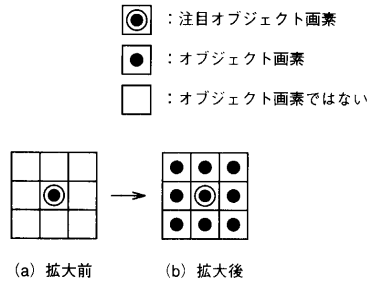 ：注目オブジェクト画素
：オブジェクト画素
：オブジェクト画素ではない
(a) 拡大前
(b) 拡大後